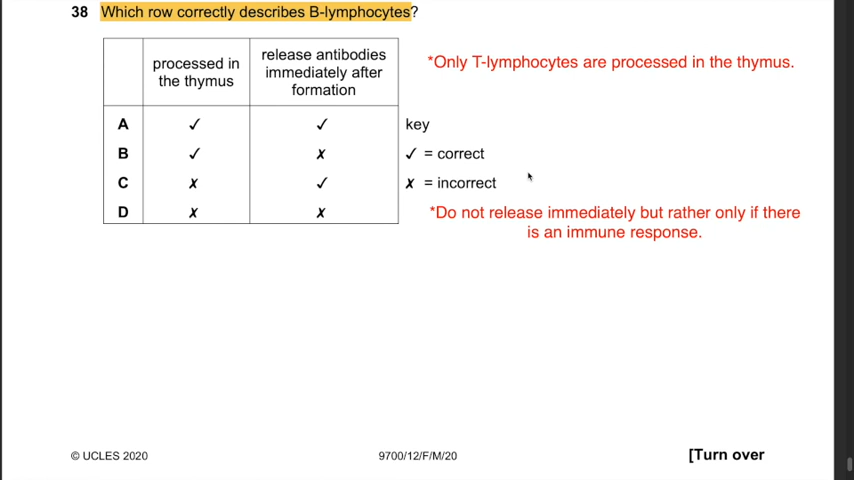 38 Which row correctly describes B-lymphocytes?
processed in the thymus
release antibodies immediately after formation
*Only T-lymphocytes are processed in the thymus.
A ✓ ✓ key
B ✓ ✗ ✓ = correct
C ✗ ✓ ✗ = incorrect
D ✗ ✗
*Do not release immediately but rather only if there
is an immune response.
© UCLES 2020 9700/12/F/M/20 [Turn over